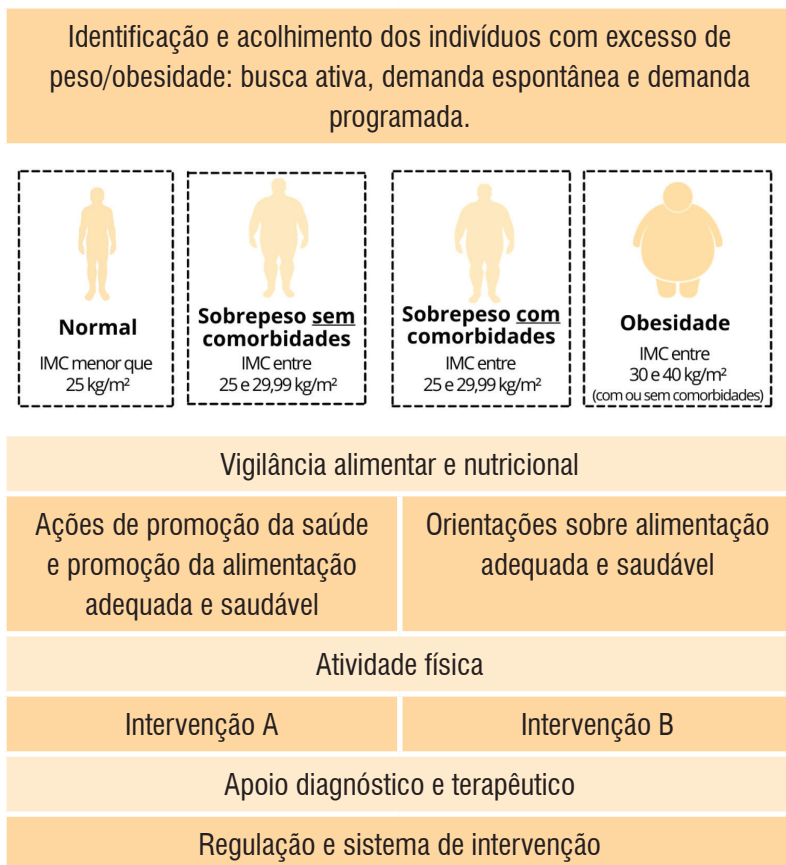 Identificação e acolhimento dos indivíduos com excesso de
peso/obesidade: busca ativa, demanda espontânea e demanda
programada.
Normal
IMC menor que
25 kg/m²
Sobrepeso sem
comorbidades
IMC entre
25 e 29,99 kg/m²
Sobrepeso com
comorbidades
IMC entre
25 e 29,99 kg/m²
Obesidade
IMC entre
30 e 40 kg/m²
(com ou sem comorbidades)
Vigilância alimentar e nutricional
Ações de promoção da saúde
e promoção da alimentação
adequada e saudável
Orientações sobre alimentação
adequada e saudável
Atividade física
Intervenção A
Intervenção B
Apoio diagnóstico e terapêutico
Regulação e sistema de intervenção